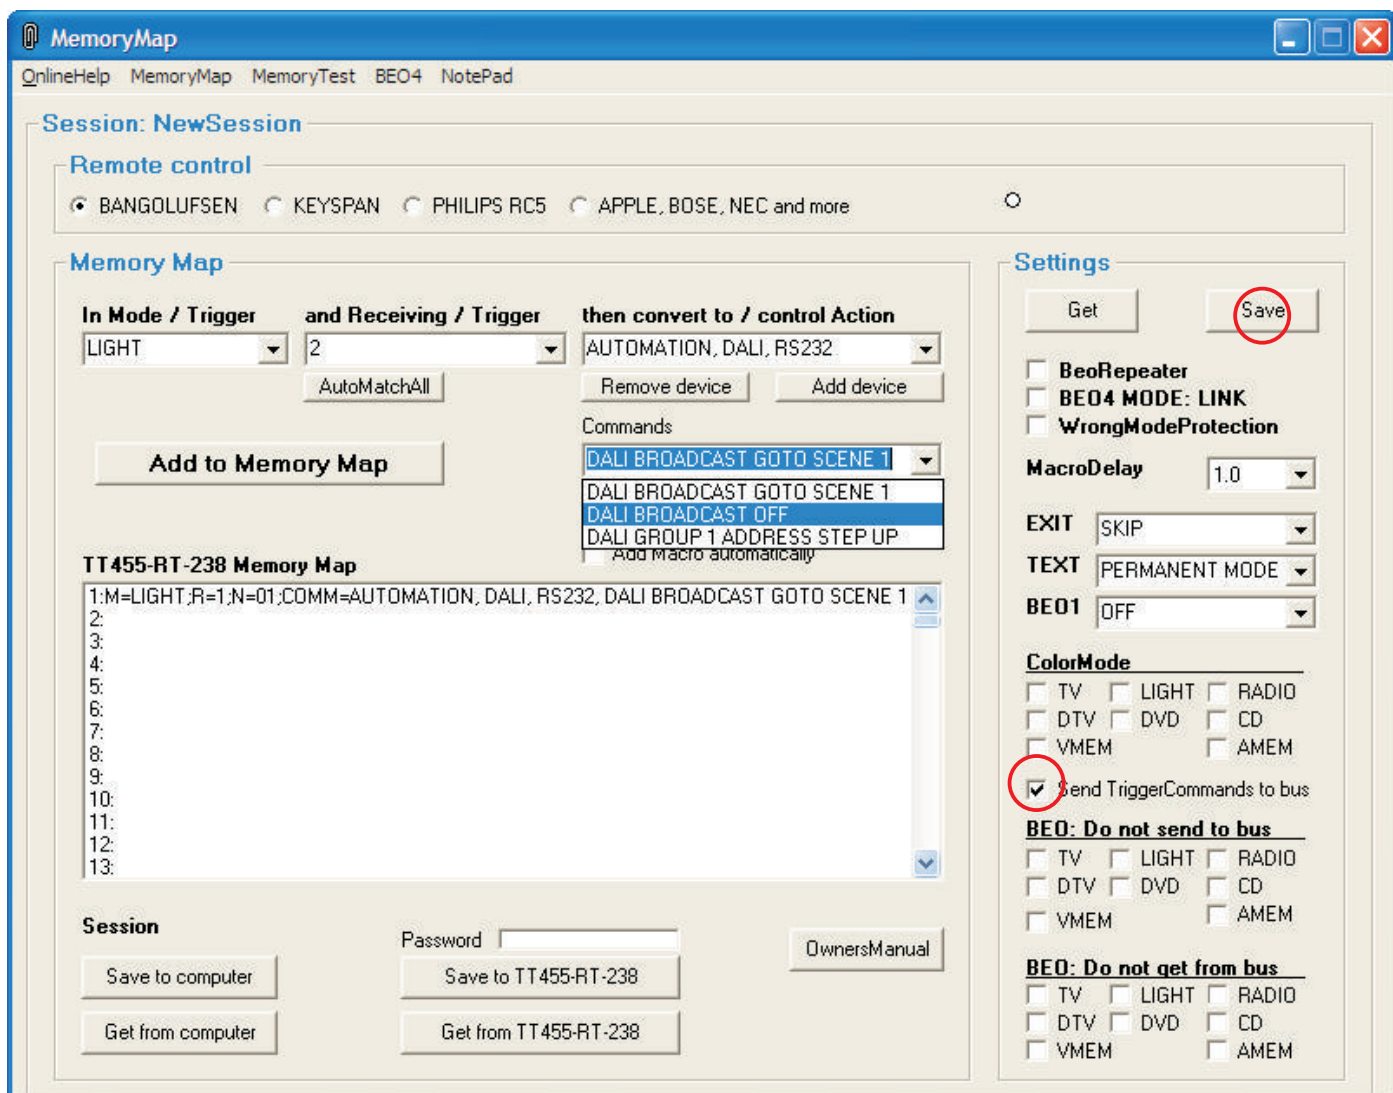 MemoryMap
OnlineHelp MemoryMap MemoryTest BEO4 NotePad
Session: NewSession
Remote control
BANGOLUFSEN KEYSPAN PHILIPS RC5 APPLE, BOSE, NEC and more
Memory Map
In Mode / Trigger and Receiving / Trigger then convert to / control Action
LIGHT 2 AUTOMATION, DALI, RS232
AutoMatchAll Remove device Add device
Commands
Add to Memory Map
DALI BROADCAST GOTO SCENE 1
DALI BROADCAST GOTO SCENE 1
DALI BROADCAST OFF
DALI GROUP 1 ADDRESS STEP UP
Add Macro automatically
TT455-RT-238 Memory Map
1:M=LIGHT;R=1;N=01;COMM=AUTOMATION, DALI, RS232, DALI BROADCAST GOTO SCENE 1
2:
3:
4:
5:
6:
7:
8:
9:
10:
11:
12:
13:
Session
Password
OwnersManual
Save to computer Save to TT455-RT-238
Get from computer Get from TT455-RT-238
Settings
Get Save
BeoRepeater
BEO4 MODE: LINK
WrongModeProtection
MacroDelay 1.0
EXIT SKIP
TEXT PERMANENT MODE
BEO1 OFF
ColorMode
TV LIGHT RADIO
DTV DVD CD
VMEM AMEM
Send TriggerCommands to bus
BEO: Do not send to bus
TV LIGHT RADIO
DTV DVD CD
VMEM AMEM
BEO: Do not get from bus
TV LIGHT RADIO
DTV DVD CD
VMEM AMEM